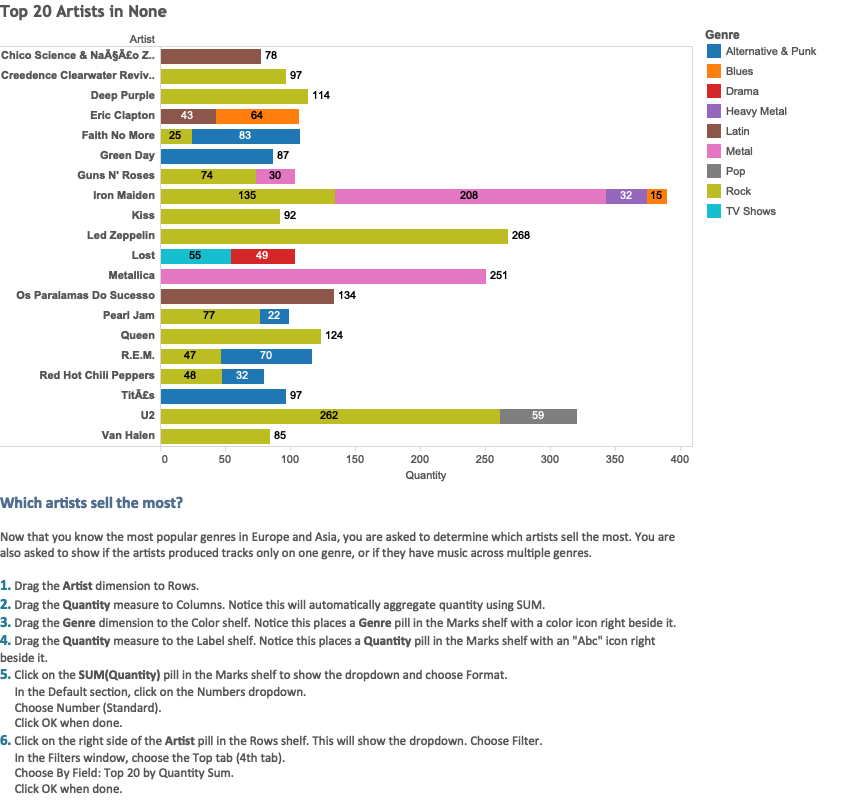 Top 20 Artists in None
Artist
Genre
Chico Science & NaÃ§Ã£o Z.. 78
Creedence Clearwater Reviv.. 97
Deep Purple 114
Eric Clapton 43 64
Faith No More 25 83
Green Day 87
Guns N' Roses 74 30
Iron Maiden 135 208 32 15
Kiss 92
Led Zeppelin 268
Lost 55 49
Metallica 251
Os Paralamas Do Sucesso 134
Pearl Jam 77 22
Queen 124
R.E.M. 47 70
Red Hot Chili Peppers 48 32
TitÃ£s 97
U2 262 59
Van Halen 85
0 50 100 150 200 250 300 350 400
Quantity
Alternative & Punk
Blues
Drama
Heavy Metal
Latin
Metal
Pop
Rock
TV Shows
Which artists sell the most?
Now that you know the most popular genres in Europe and Asia, you are asked to determine which artists sell the most. You are
also asked to show if the artists produced tracks only on one genre, or if they have music across multiple genres.
1. Drag the Artist dimension to Rows.
2. Drag the Quantity measure to Columns. Notice this will automatically aggregate quantity using SUM.
3. Drag the Genre dimension to the Color shelf. Notice this places a Genre pill in the Marks shelf with a color icon right beside it.
4. Drag the Quantity measure to the Label shelf. Notice this places a Quantity pill in the Marks shelf with an "Abc" icon right
beside it.
5. Click on the SUM(Quantity) pill in the Marks shelf to show the dropdown and choose Format.
In the Default section, click on the Numbers dropdown.
Choose Number (Standard).
Click OK when done.
6. Click on the right side of the Artist pill in the Rows shelf. This will show the dropdown. Choose Filter.
In the Filters window, choose the Top tab (4th tab).
Choose By Field: Top 20 by Quantity Sum.
Click OK when done.